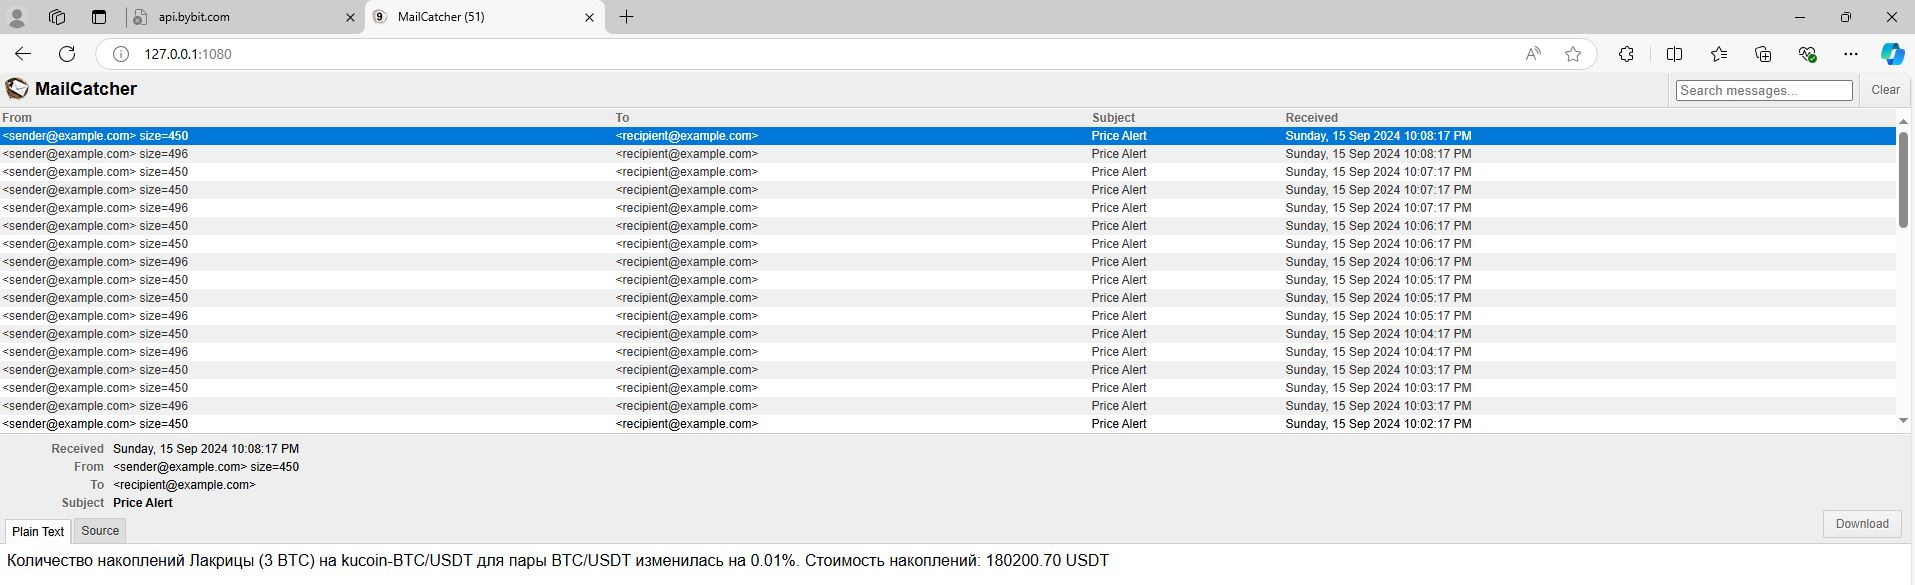 api.bybit.com
MailCatcher (51)
127.0.0.1:1080
MailCatcher
Search messages...
Clear
From To Subject Received
<sender@example.com> size=450 <recipient@example.com> Price Alert Sunday, 15 Sep 2024 10:08:17 PM
<sender@example.com> size=496 <recipient@example.com> Price Alert Sunday, 15 Sep 2024 10:08:17 PM
<sender@example.com> size=450 <recipient@example.com> Price Alert Sunday, 15 Sep 2024 10:07:17 PM
<sender@example.com> size=450 <recipient@example.com> Price Alert Sunday, 15 Sep 2024 10:07:17 PM
<sender@example.com> size=496 <recipient@example.com> Price Alert Sunday, 15 Sep 2024 10:07:17 PM
<sender@example.com> size=450 <recipient@example.com> Price Alert Sunday, 15 Sep 2024 10:06:17 PM
<sender@example.com> size=450 <recipient@example.com> Price Alert Sunday, 15 Sep 2024 10:06:17 PM
<sender@example.com> size=496 <recipient@example.com> Price Alert Sunday, 15 Sep 2024 10:06:17 PM
<sender@example.com> size=450 <recipient@example.com> Price Alert Sunday, 15 Sep 2024 10:05:17 PM
<sender@example.com> size=450 <recipient@example.com> Price Alert Sunday, 15 Sep 2024 10:05:17 PM
<sender@example.com> size=496 <recipient@example.com> Price Alert Sunday, 15 Sep 2024 10:05:17 PM
<sender@example.com> size=450 <recipient@example.com> Price Alert Sunday, 15 Sep 2024 10:04:17 PM
<sender@example.com> size=496 <recipient@example.com> Price Alert Sunday, 15 Sep 2024 10:04:17 PM
<sender@example.com> size=450 <recipient@example.com> Price Alert Sunday, 15 Sep 2024 10:03:17 PM
<sender@example.com> size=450 <recipient@example.com> Price Alert Sunday, 15 Sep 2024 10:03:17 PM
<sender@example.com> size=496 <recipient@example.com> Price Alert Sunday, 15 Sep 2024 10:03:17 PM
<sender@example.com> size=450 <recipient@example.com> Price Alert Sunday, 15 Sep 2024 10:02:17 PM
Received Sunday, 15 Sep 2024 10:08:17 PM
From <sender@example.com> size=450
To <recipient@example.com>
Subject Price Alert
Plain Text Source Download
Количество накоплений Лакрицы (3 BTC) на kucoin-BTC/USDT для пары BTC/USDT изменилась на 0.01%. Стоимость накоплений: 180200.70 USDT